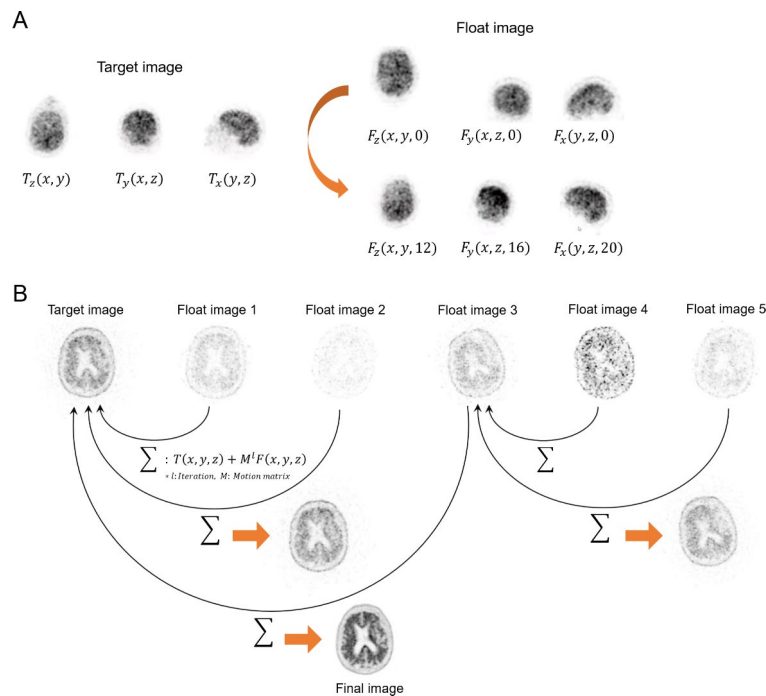 A
Target image
Float image
T_z(x, y)
T_y(x, z)
T_x(y, z)
F_z(x, y, 0)
F_y(x, z, 0)
F_x(y, z, 0)
F_z(x, y, 12)
F_y(x, z, 16)
F_x(y, z, 20)
B
Target image
Float image 1
Float image 2
Float image 3
Float image 4
Float image 5
∑ : T(x, y, z) + M^l F(x, y, z)
* l: Iteration, M: Motion matrix
∑
∑
∑
∑
Final image